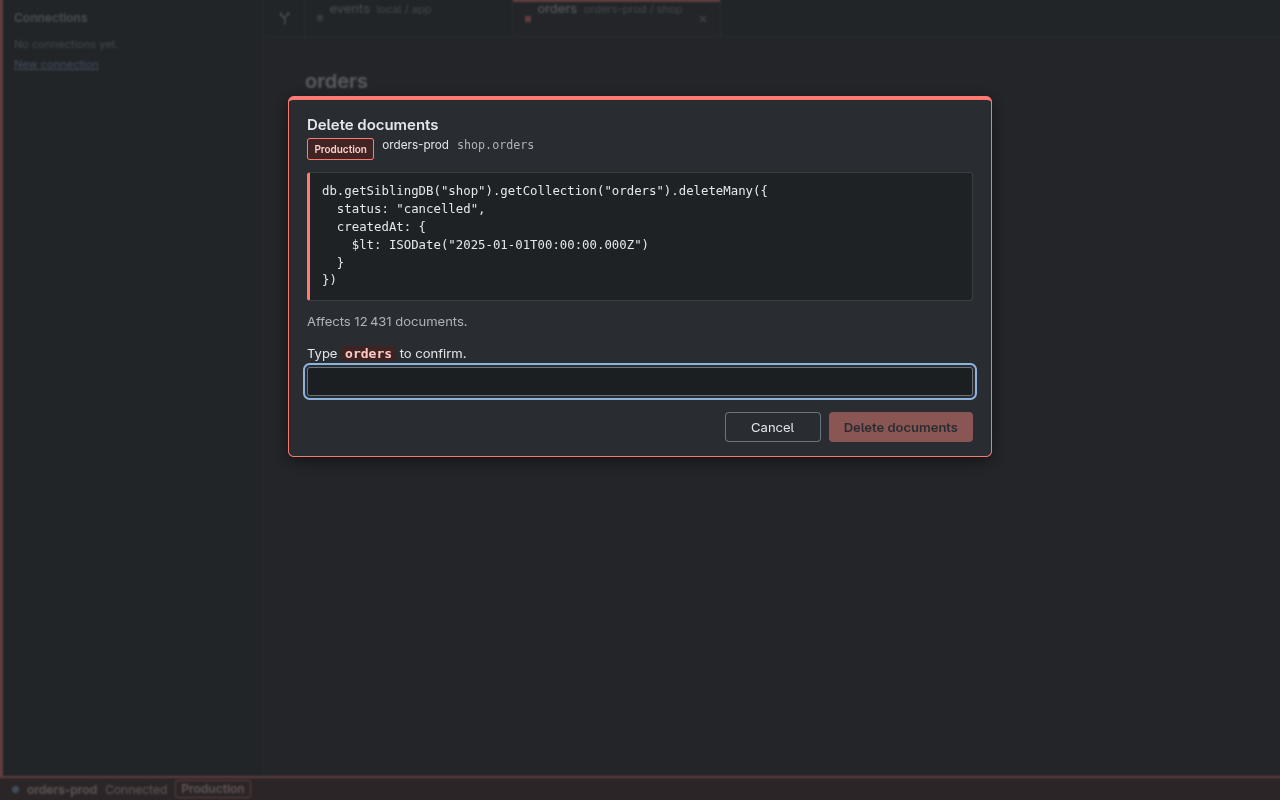 Connections
No connections yet.
New connection
events local / app
orders orders-prod / shop ×
orders
Delete documents
Production orders-prod shop.orders
db.getSiblingDB("shop").getCollection("orders").deleteMany({
  status: "cancelled",
  createdAt: {
    $lt: ISODate("2025-01-01T00:00:00.000Z")
  }
})
Affects 12 431 documents.
Type orders to confirm.
Cancel Delete documents
orders-prod Connected Production